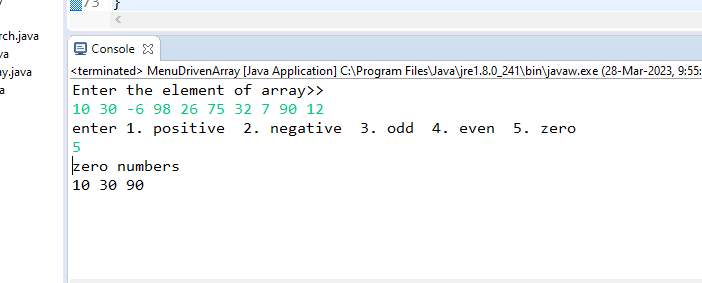 73 }
rch.java
va
y.java
a
Console
<terminated> MenuDrivenArray [Java Application] C:\Program Files\Java\jre1.8.0_241\bin\javaw.exe (28-Mar-2023, 9:55:
Enter the element of array>>
10 30 -6 98 26 75 32 7 90 12
enter 1. positive  2. negative  3. odd  4. even  5. zero
5
zero numbers
10 30 90